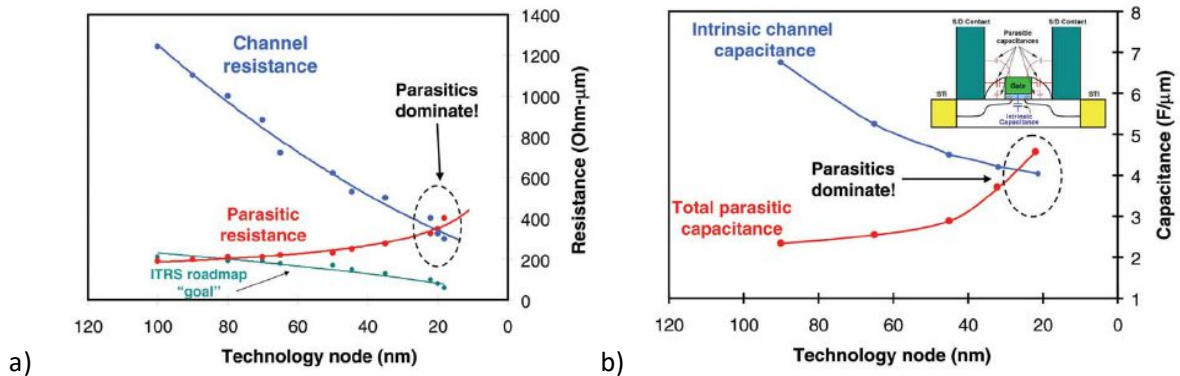 a)
Channel
resistance
Parasitics
dominate!
Parasitic
resistance
ITRS roadmap
"goal"
1400
1200
1000
800
600
400
200
0
Resistance (Ohm-µm)
120 100 80 60 40 20 0
Technology node (nm)
b)
Intrinsic channel
capacitance
S/D Contact S/D Contact
Parasitic
capacitances
Gate
STI STI
Intrinsic
Capacitance
Parasitics
dominate!
Total parasitic
capacitance
8
7
6
5
4
3
2
1
Capacitance (F/µm)
120 100 80 60 40 20 0
Technology node (nm)